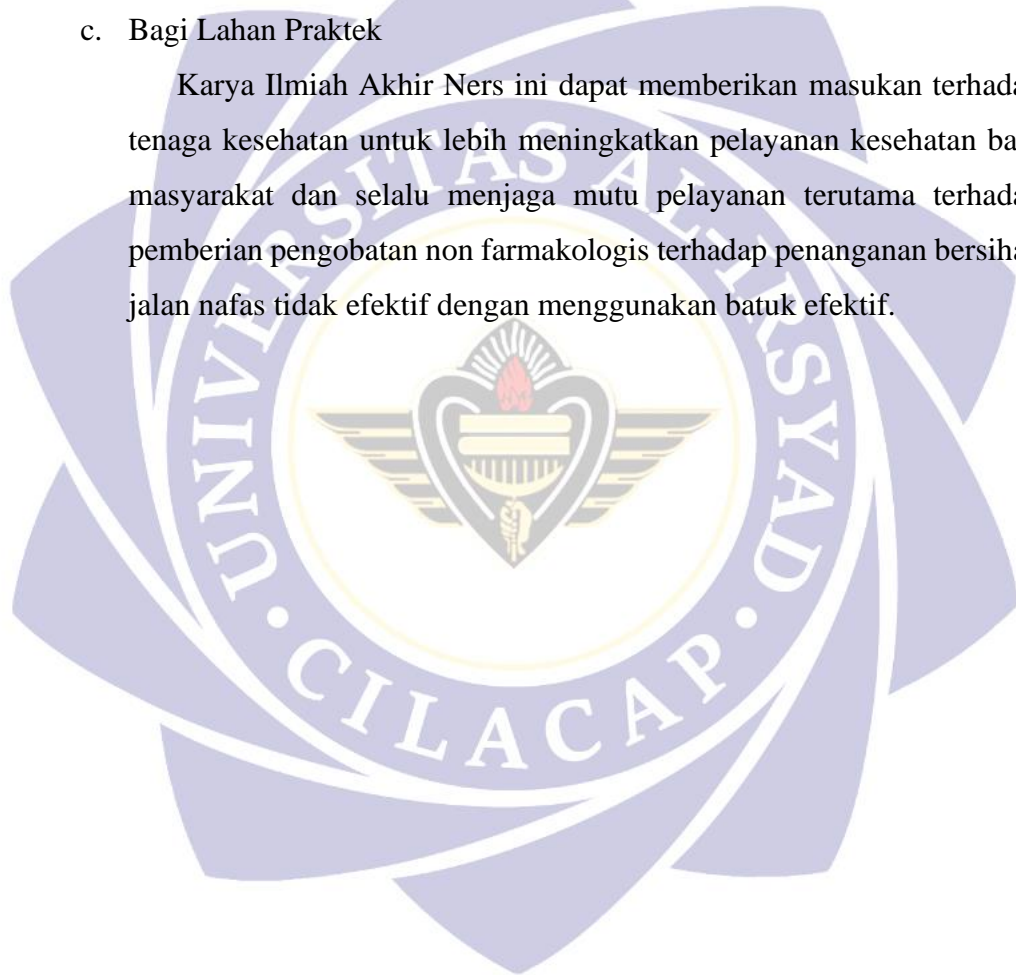 c. Bagi Lahan Praktek
Karya Ilmiah Akhir Ners ini dapat memberikan masukan terhada
tenaga kesehatan untuk lebih meningkatkan pelayanan kesehatan ba
masyarakat dan selalu menjaga mutu pelayanan terutama terhada
pemberian pengobatan non farmakologis terhadap penanganan bersiha
jalan nafas tidak efektif dengan menggunakan batuk efektif.
UNIVERSITAS AL-IRSYAD
• CILACAP •